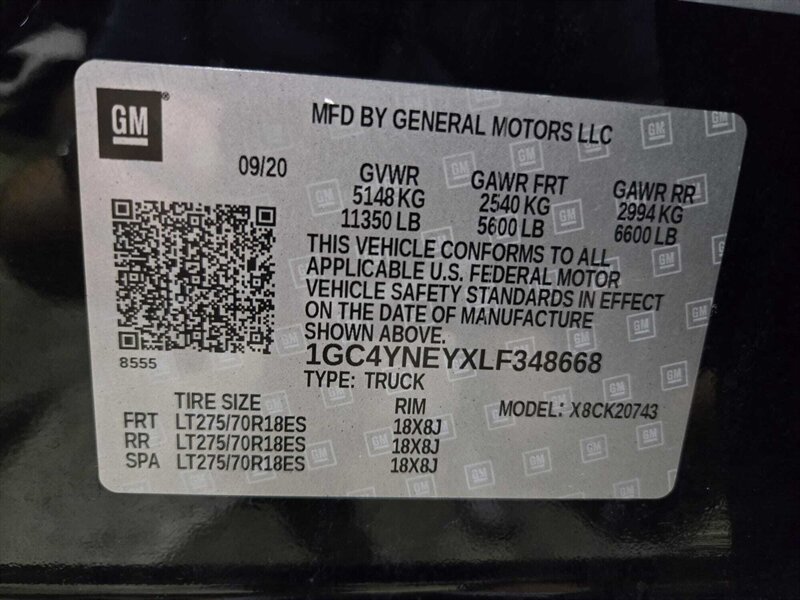 GM
MFD BY GENERAL MOTORS LLC
09/20
GVWR GAWR FRT GAWR RR
5148 KG 2540 KG 2994 KG
11350 LB 5600 LB 6600 LB
THIS VEHICLE CONFORMS TO ALL
APPLICABLE U.S. FEDERAL MOTOR
VEHICLE SAFETY STANDARDS IN EFFECT
ON THE DATE OF MANUFACTURE
SHOWN ABOVE.
8555
1GC4YNEYXLF348668
TYPE: TRUCK
TIRE SIZE RIM MODEL: X8CK20743
FRT LT275/70R18ES 18X8J
RR LT275/70R18ES 18X8J
SPA LT275/70R18ES 18X8J